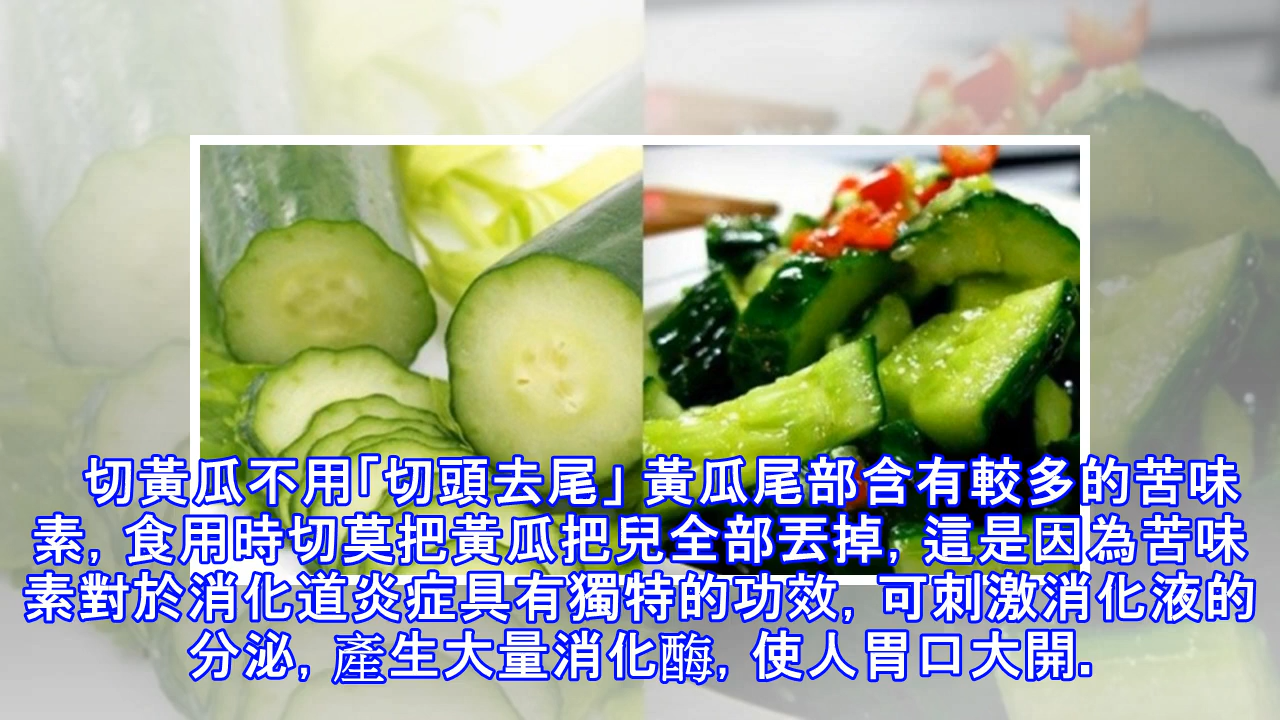 切黃瓜不用「切頭去尾」黃瓜尾部含有較多的苦味
素, 食用時切莫把黃瓜把兒全部丟掉, 這是因為苦味
素對於消化道炎症具有獨特的功效, 可刺激消化液的
分泌, 產生大量消化酶, 使人胃口大開.